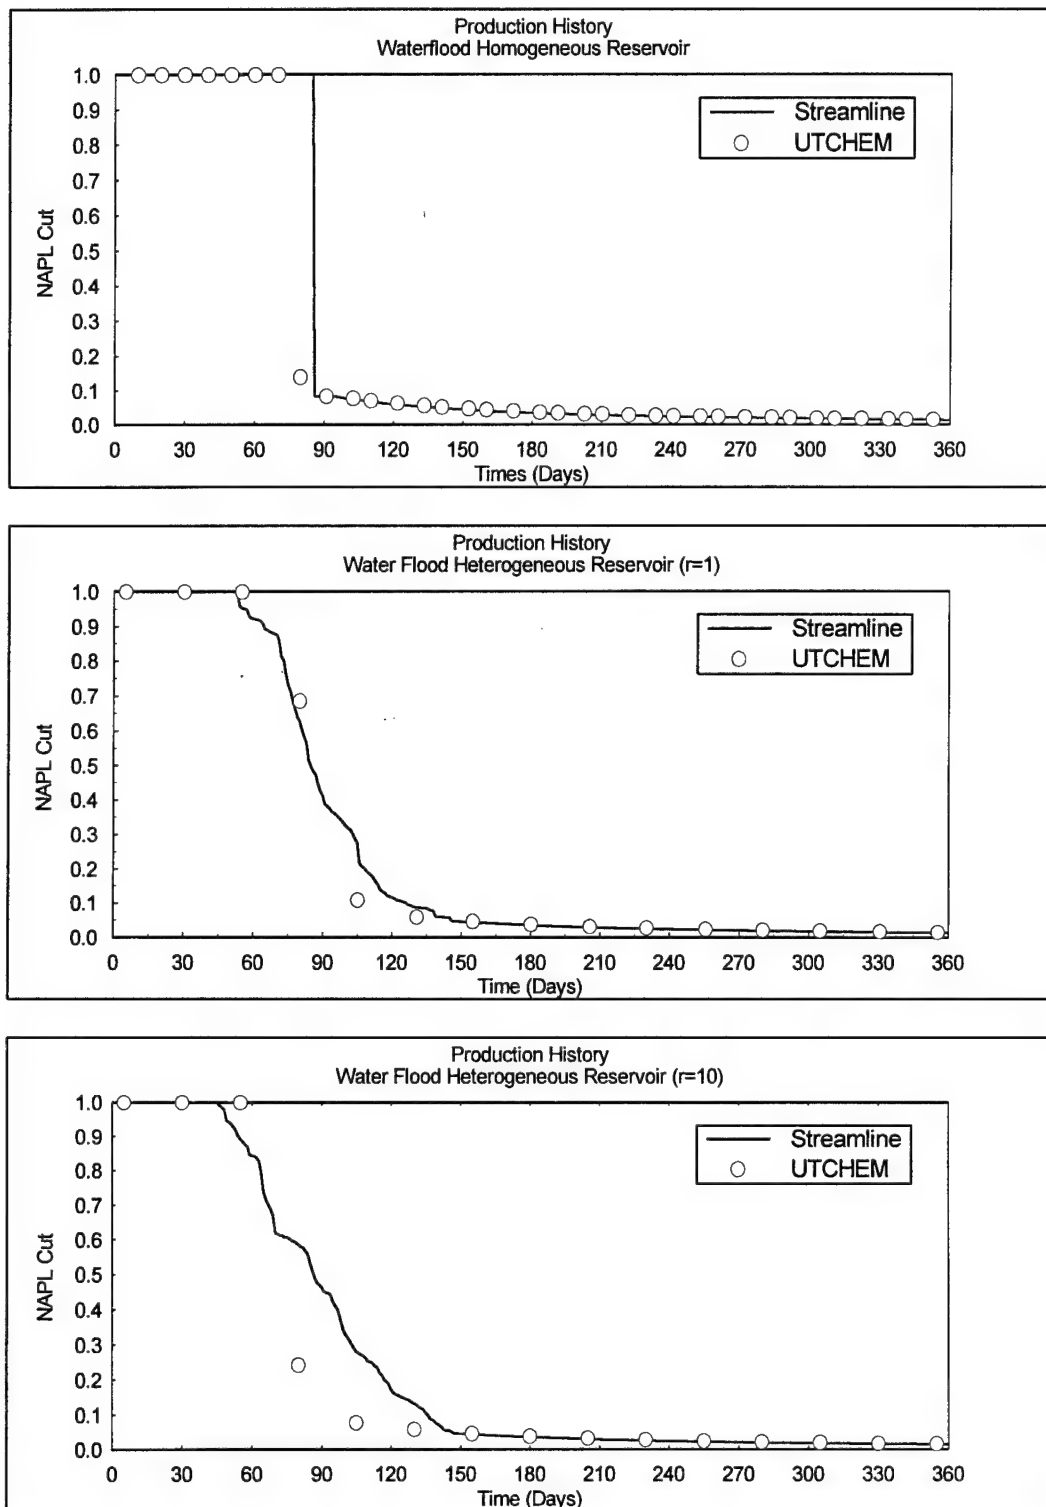 Production History
Waterflood Homogeneous Reservoir
1.0
0.9
0.8
0.7
0.6
0.5
0.4
0.3
0.2
0.1
0.0
NAPL Cut
Streamline
UTCHEM
0 30 60 90 120 150 180 210 240 270 300 330 360
Times (Days)
Production History
Water Flood Heterogeneous Reservoir (r=1)
1.0
0.9
0.8
0.7
0.6
0.5
0.4
0.3
0.2
0.1
0.0
NAPL Cut
Streamline
UTCHEM
0 30 60 90 120 150 180 210 240 270 300 330 360
Time (Days)
Production History
Water Flood Heterogeneous Reservoir (r=10)
1.0
0.9
0.8
0.7
0.6
0.5
0.4
0.3
0.2
0.1
0.0
NAPL Cut
Streamline
UTCHEM
0 30 60 90 120 150 180 210 240 270 300 330 360
Time (Days)